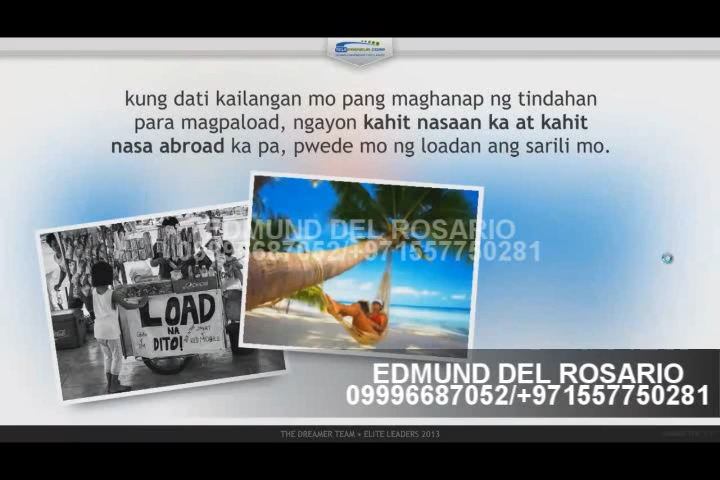 kung dati kailangan mo pang maghanap ng tindahan
para magpaload, ngayon kahit nasaan ka at kahit
nasa abroad ka pa, pwede mo ng loadan ang sarili mo.
EDMUND DEL ROSARIO
09996687052/+971557750281
LOAD
NA
DITO!
EDMUND DEL ROSARIO
09996687052/+971557750281
THE DREAMER TEAM + ELITE LEADERS 2013